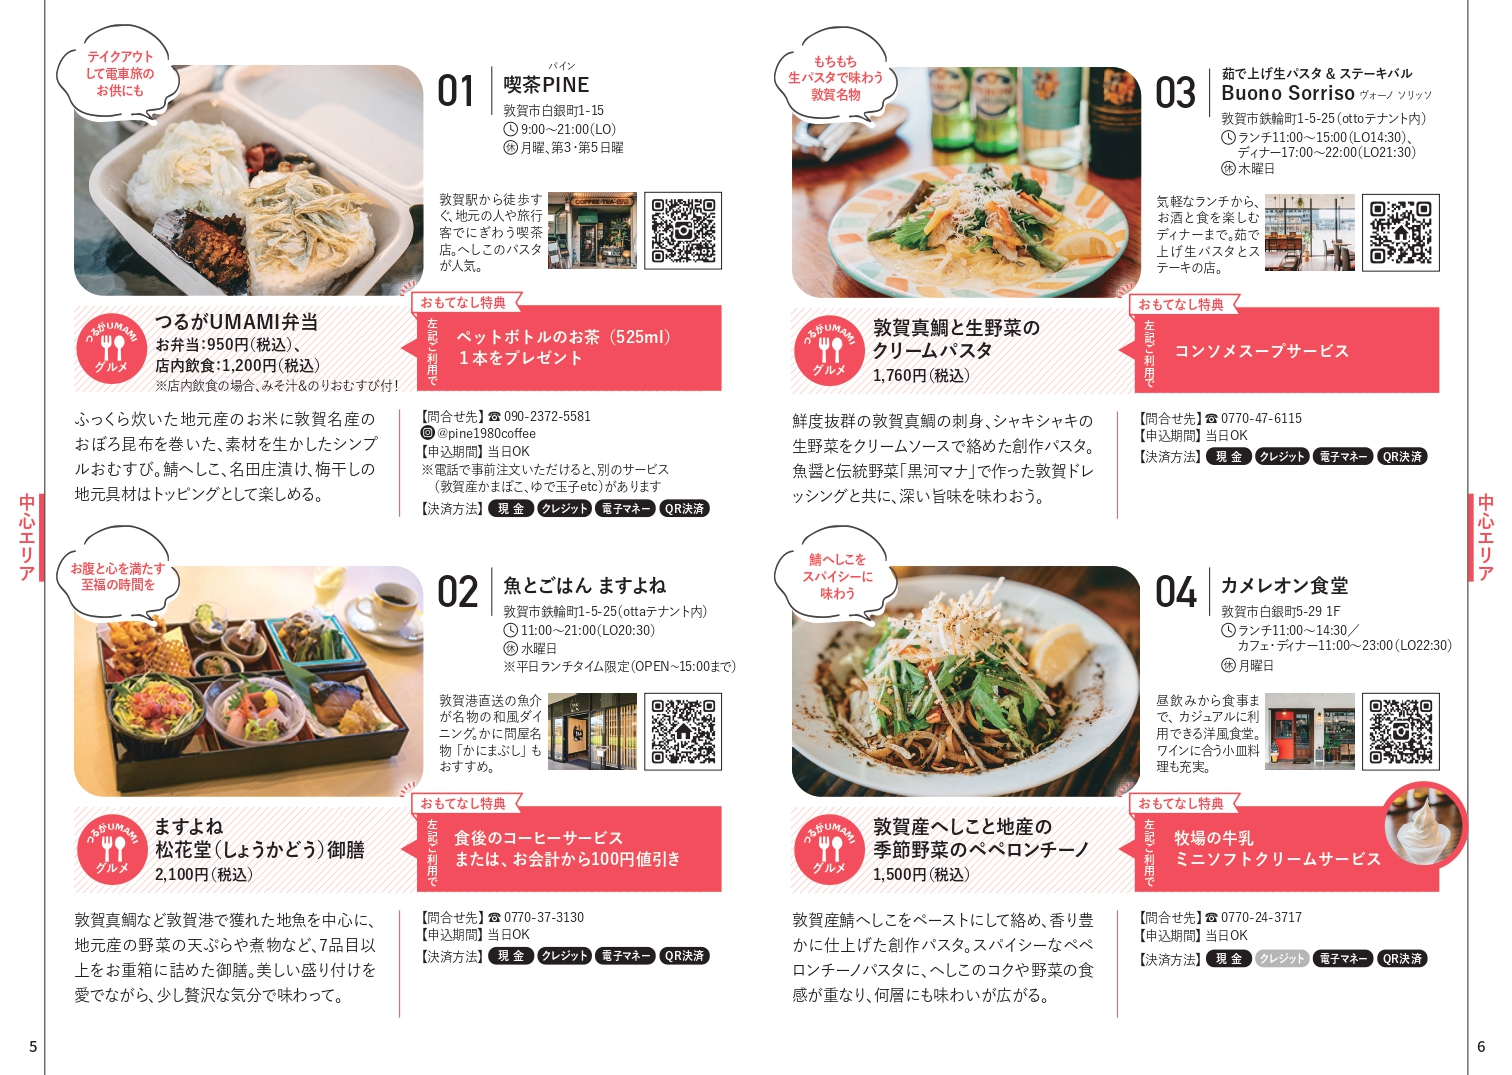 中心エリア
テイクアウト
して電車旅の
お供にも
01
パイン
喫茶PINE
敦賀市白銀町1-15
9:00〜21:00(LO)
休 月曜、第3・第5日曜
敦賀駅から徒歩す
ぐ、地元の人や旅行
客でにぎわう喫茶
店。へしこのパスタ
が人気。
つるがUMAMI
グルメ
つるがUMAMI弁当
お弁当：950円(税込)、
店内飲食：1,200円(税込)
※店内飲食の場合、みそ汁&のりおむすび付！
おもてなし特典
左記ご利用で
ペットボトルのお茶（525ml）
１本をプレゼント
ふっくら炊いた地元産のお米に敦賀名産の
おぼろ昆布を巻いた、素材を生かしたシンプ
ルおむすび。鯖へしこ、名田庄漬け、梅干しの
地元具材はトッピングとして楽しめる。
【問合せ先】☎ 090-2372-5581
@pine1980coffee
【申込期間】当日OK
※電話で事前注文いただけると、別のサービス
（敦賀産かまぼこ、ゆで玉子etc）があります
【決済方法】現 金 クレジット 電子マネー QR決済
お腹と心を満たす
至福の時間を
02
魚とごはん ますよね
敦賀市鉄輪町1-5-25(ottaテナント内)
11:00〜21:00(LO20:30)
休 水曜日
※平日ランチタイム限定(OPEN~15:00まで)
敦賀港直送の魚介
が名物の和風ダイ
ニング。かに問屋名
物「かにまぶし」も
おすすめ。
つるがUMAMI
グルメ
ますよね
松花堂(しょうかどう)御膳
2,100円(税込)
おもてなし特典
左記ご利用で
食後のコーヒーサービス
または、お会計から100円値引き
敦賀真鯛など敦賀港で獲れた地魚を中心に、
地元産の野菜の天ぷらや煮物など、7品目以
上をお重箱に詰めた御膳。美しい盛り付けを
愛でながら、少し贅沢な気分で味わって。
【問合せ先】☎ 0770-37-3130
【申込期間】当日OK
【決済方法】現 金 クレジット 電子マネー QR決済
5
もちもち
生パスタで味わう
敦賀名物
03
茹で上げ生パスタ & ステーキバル
Buono Sorriso ヴォーノ ソリッソ
敦賀市鉄輪町1-5-25(ottoテナント内)
ランチ11:00〜15:00(LO14:30)、
ディナー17:00〜22:00(LO21:30)
休 木曜日
気軽なランチから、
お酒と食を楽しむ
ディナーまで。茹で
上げ生パスタとス
テーキの店。
つるがUMAMI
グルメ
敦賀真鯛と生野菜の
クリームパスタ
1,760円(税込)
おもてなし特典
左記ご利用で
コンソメスープサービス
鮮度抜群の敦賀真鯛の刺身、シャキシャキの
生野菜をクリームソースで絡めた創作パスタ。
魚醤と伝統野菜「黒河マナ」で作った敦賀ドレ
ッシングと共に、深い旨味を味わおう。
【問合せ先】☎ 0770-47-6115
【申込期間】当日OK
【決済方法】現 金 クレジット 電子マネー QR決済
鯖へしこを
スパイシーに
味わう
04
カメレオン食堂
敦賀市白銀町5-29 1F
ランチ11:00〜14:30／
カフェ・ディナー11:00〜23:00(LO22:30)
休 月曜日
昼飲みから食事ま
で、カジュアルに利
用できる洋風食堂。
ワインに合う小皿料
理も充実。
つるがUMAMI
グルメ
敦賀産へしこと地産の
季節野菜のペペロンチーノ
1,500円(税込)
おもてなし特典
左記ご利用で
牧場の牛乳
ミニソフトクリームサービス
敦賀産鯖へしこをペーストにして絡め、香り豊
かに仕上げた創作パスタ。スパイシーなペペ
ロンチーノパスタに、へしこのコクや野菜の食
感が重なり、何層にも味わいが広がる。
【問合せ先】☎ 0770-24-3717
【申込期間】当日OK
【決済方法】現 金 クレジット 電子マネー QR決済
中心エリア
6